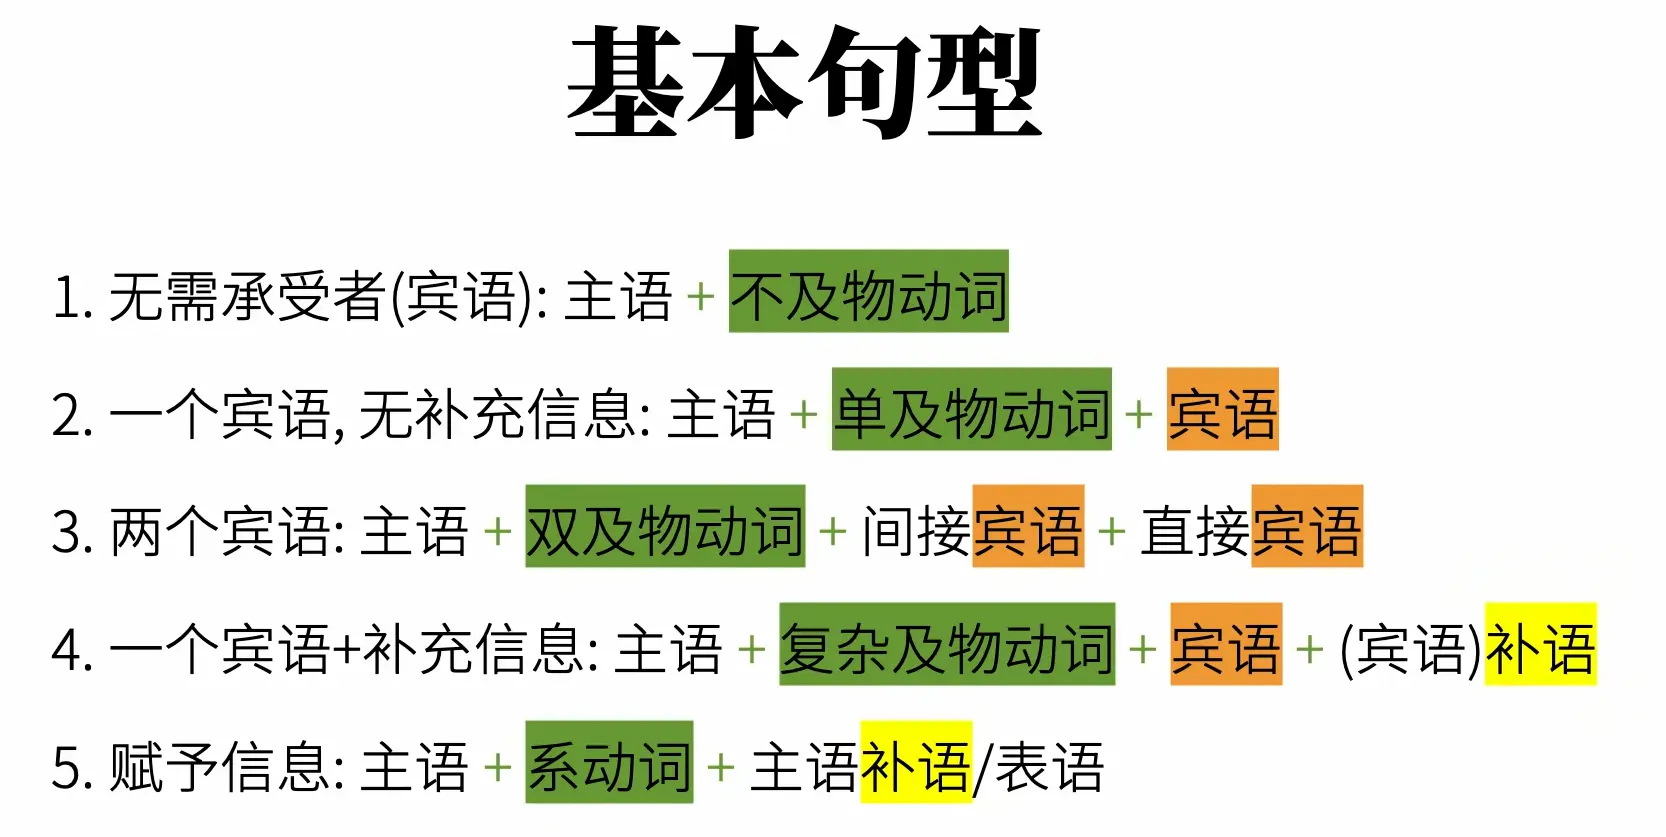 基本句型
1. 无需承受者(宾语): 主语 + 不及物动词
2. 一个宾语, 无补充信息: 主语 + 单及物动词 + 宾语
3. 两个宾语: 主语 + 双及物动词 + 间接宾语 + 直接宾语
4. 一个宾语+补充信息: 主语 + 复杂及物动词 + 宾语 + (宾语)补语
5. 赋予信息: 主语 + 系动词 + 主语补语/表语